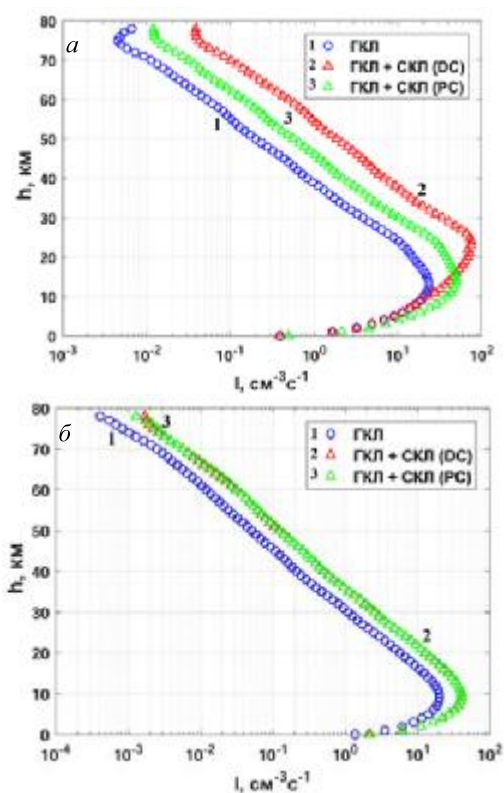 а
80
70
60
50
40
30
20
10
0
h, км
1 ГКЛ
2 ГКЛ + СКЛ (DC)
3 ГКЛ + СКЛ (PC)
1
3
2
10⁻³ 10⁻² 10⁻¹ 10⁰ 10¹ 10²
I, см⁻³с⁻¹
б
80
70
60
50
40
30
20
10
0
h, км
1 ГКЛ
2 ГКЛ + СКЛ (DC)
3 ГКЛ + СКЛ (PC)
3
1
2
10⁻⁴ 10⁻³ 10⁻² 10⁻¹ 10⁰ 10¹ 10²
I, см⁻³с⁻¹